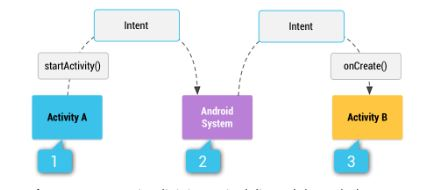 Intent
Intent
startActivity()
onCreate()
Activity A
Android
System
Activity B
1
2
3